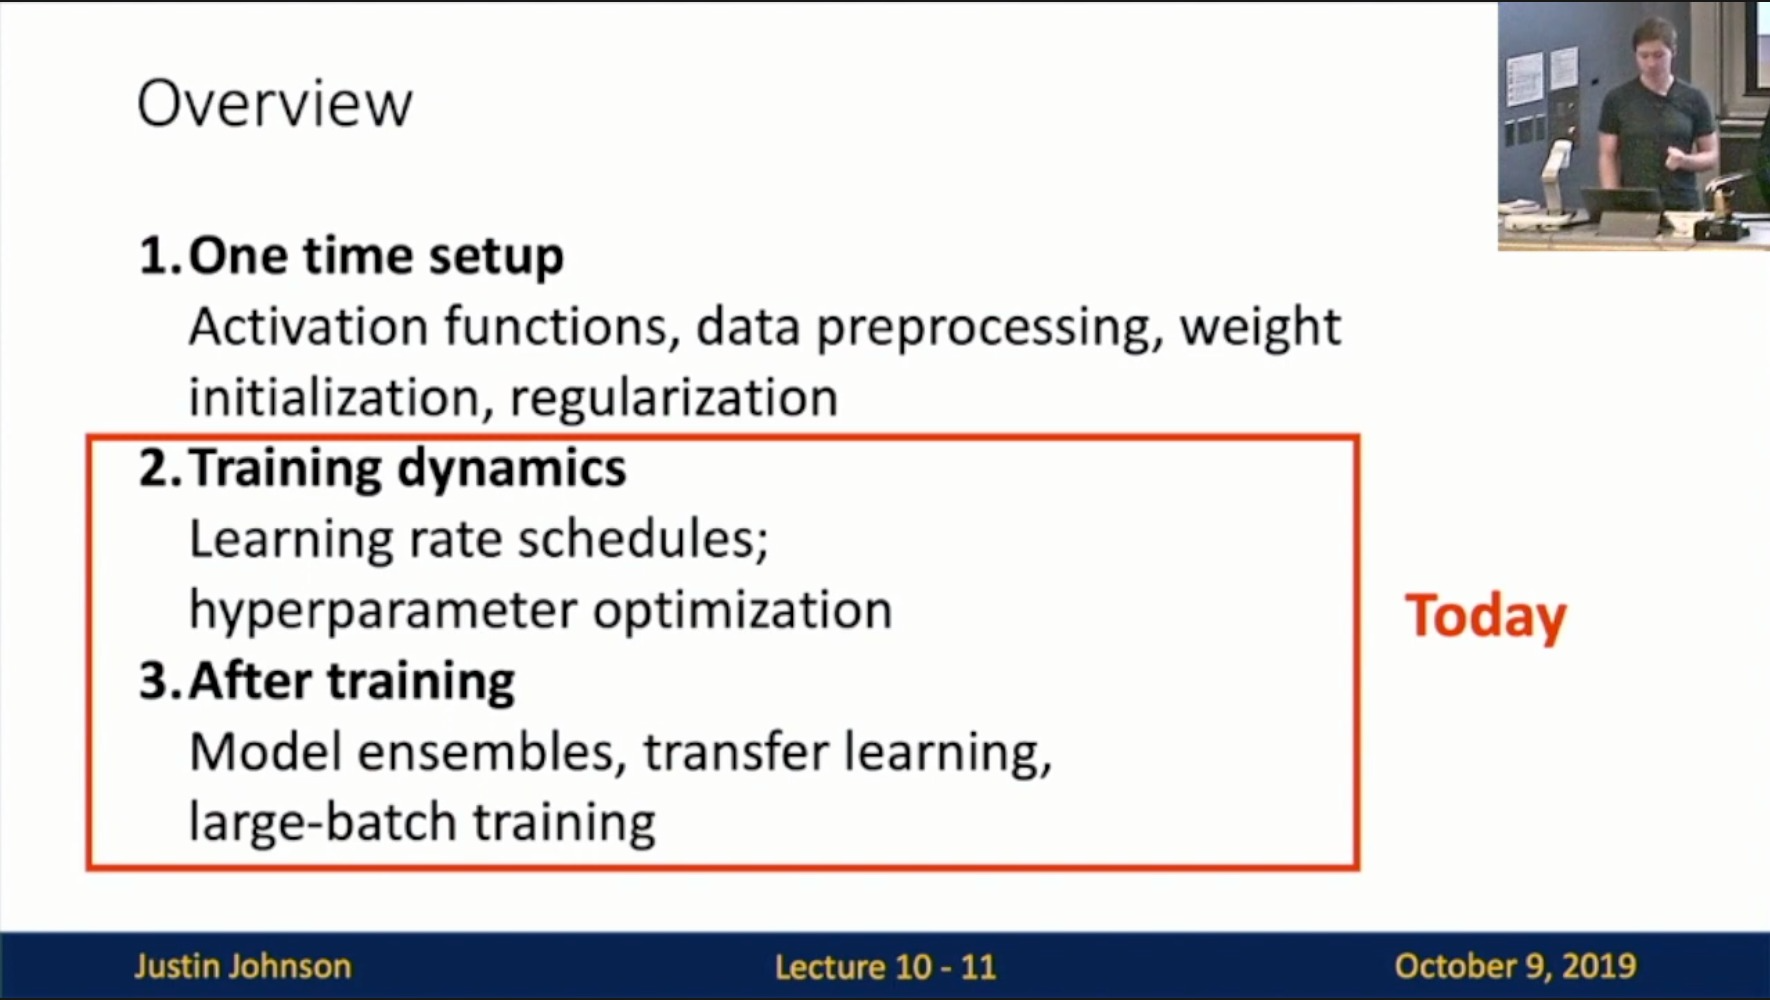 Overview
1. One time setup
Activation functions, data preprocessing, weight
initialization, regularization
2. Training dynamics
Learning rate schedules;
hyperparameter optimization
3. After training
Model ensembles, transfer learning,
large-batch training
Today
Justin Johnson
Lecture 10 - 11
October 9, 2019